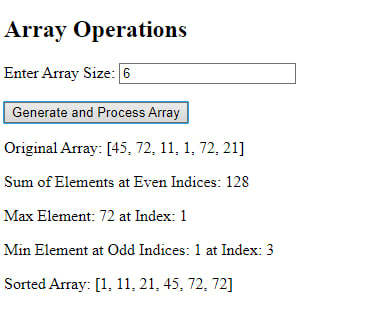 Array Operations
Enter Array Size: 6
Generate and Process Array
Original Array: [45, 72, 11, 1, 72, 21]
Sum of Elements at Even Indices: 128
Max Element: 72 at Index: 1
Min Element at Odd Indices: 1 at Index: 3
Sorted Array: [1, 11, 21, 45, 72, 72]